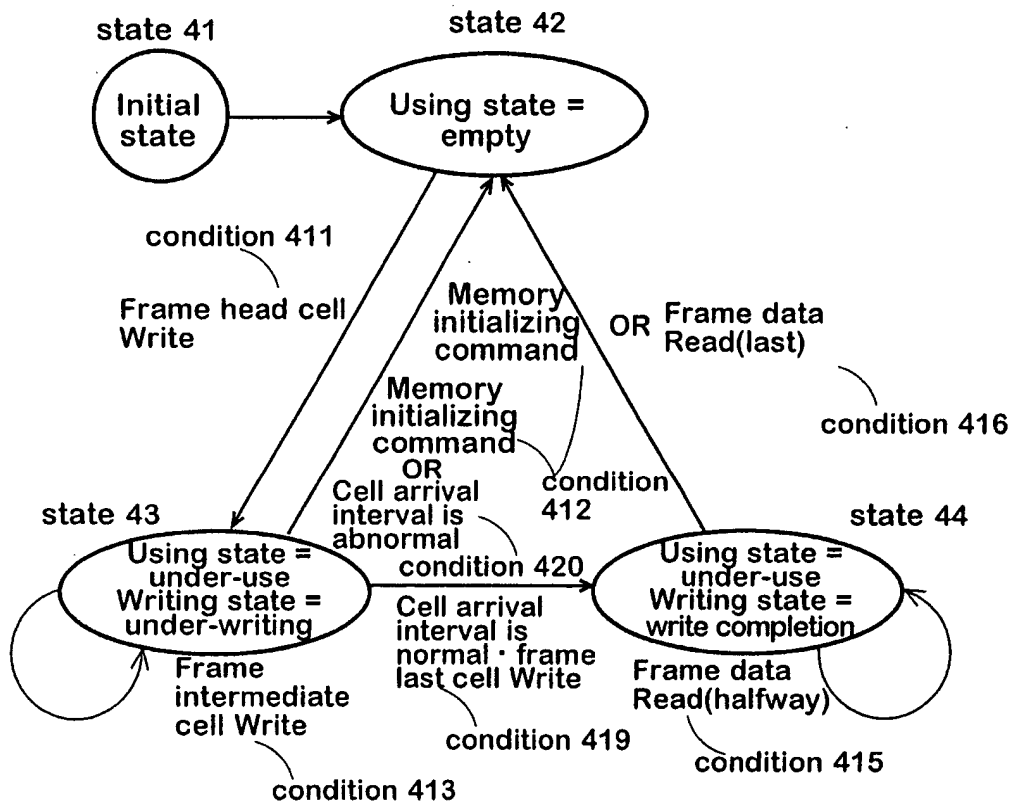 state 41
state 42
Initial
state
Using state =
empty
condition 411
Frame head cell
Write
Memory
initializing
command
OR
Frame data
Read(last)
condition 416
Memory
initializing
command
OR
Cell arrival
interval is
abnormal
condition
412
condition 420
state 43
Using state =
under-use
Writing state =
under-writing
state 44
Using state =
under-use
Writing state =
write completion
Cell arrival
interval is
normal · frame
last cell Write
condition 419
Frame
intermediate
cell Write
condition 413
Frame data
Read(halfway)
condition 415